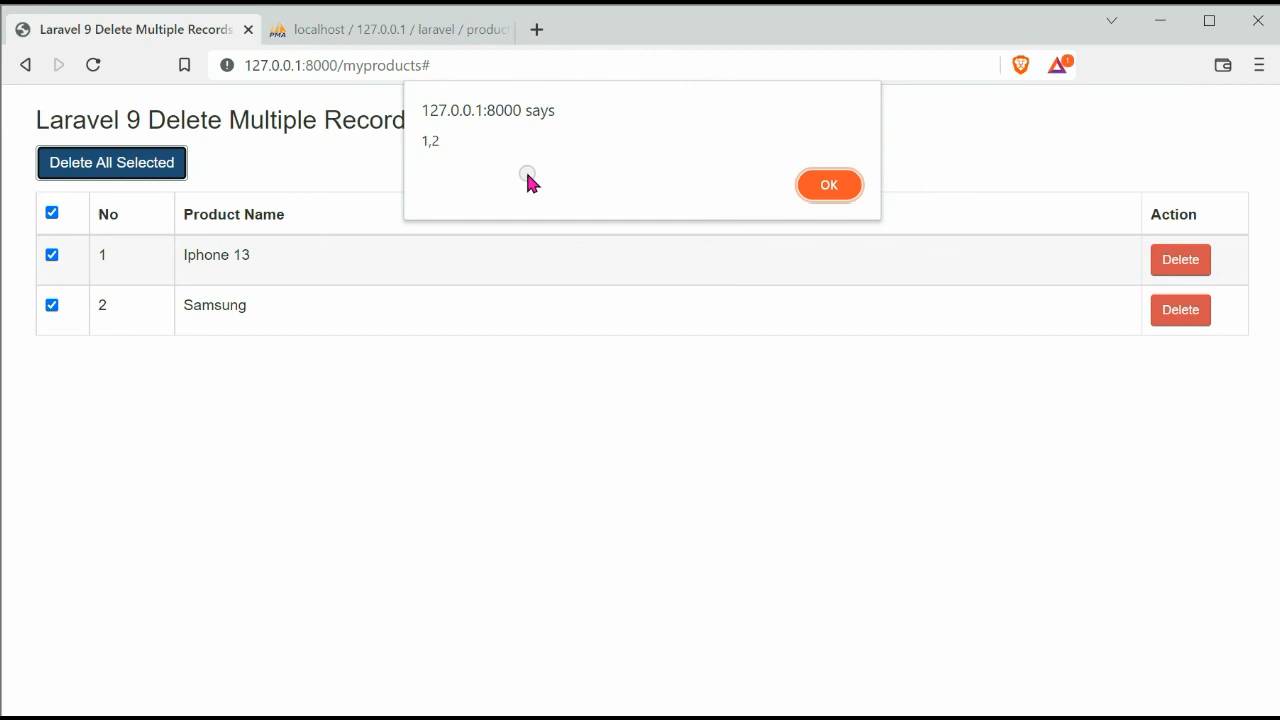 Laravel 9 Delete Multiple Records
localhost / 127.0.0.1 / laravel / product
127.0.0.1:8000/myproducts#
1
127.0.0.1:8000 says
1,2
OK
Laravel 9 Delete Multiple Record
Delete All Selected
No Product Name Action
1 Iphone 13 Delete
2 Samsung Delete